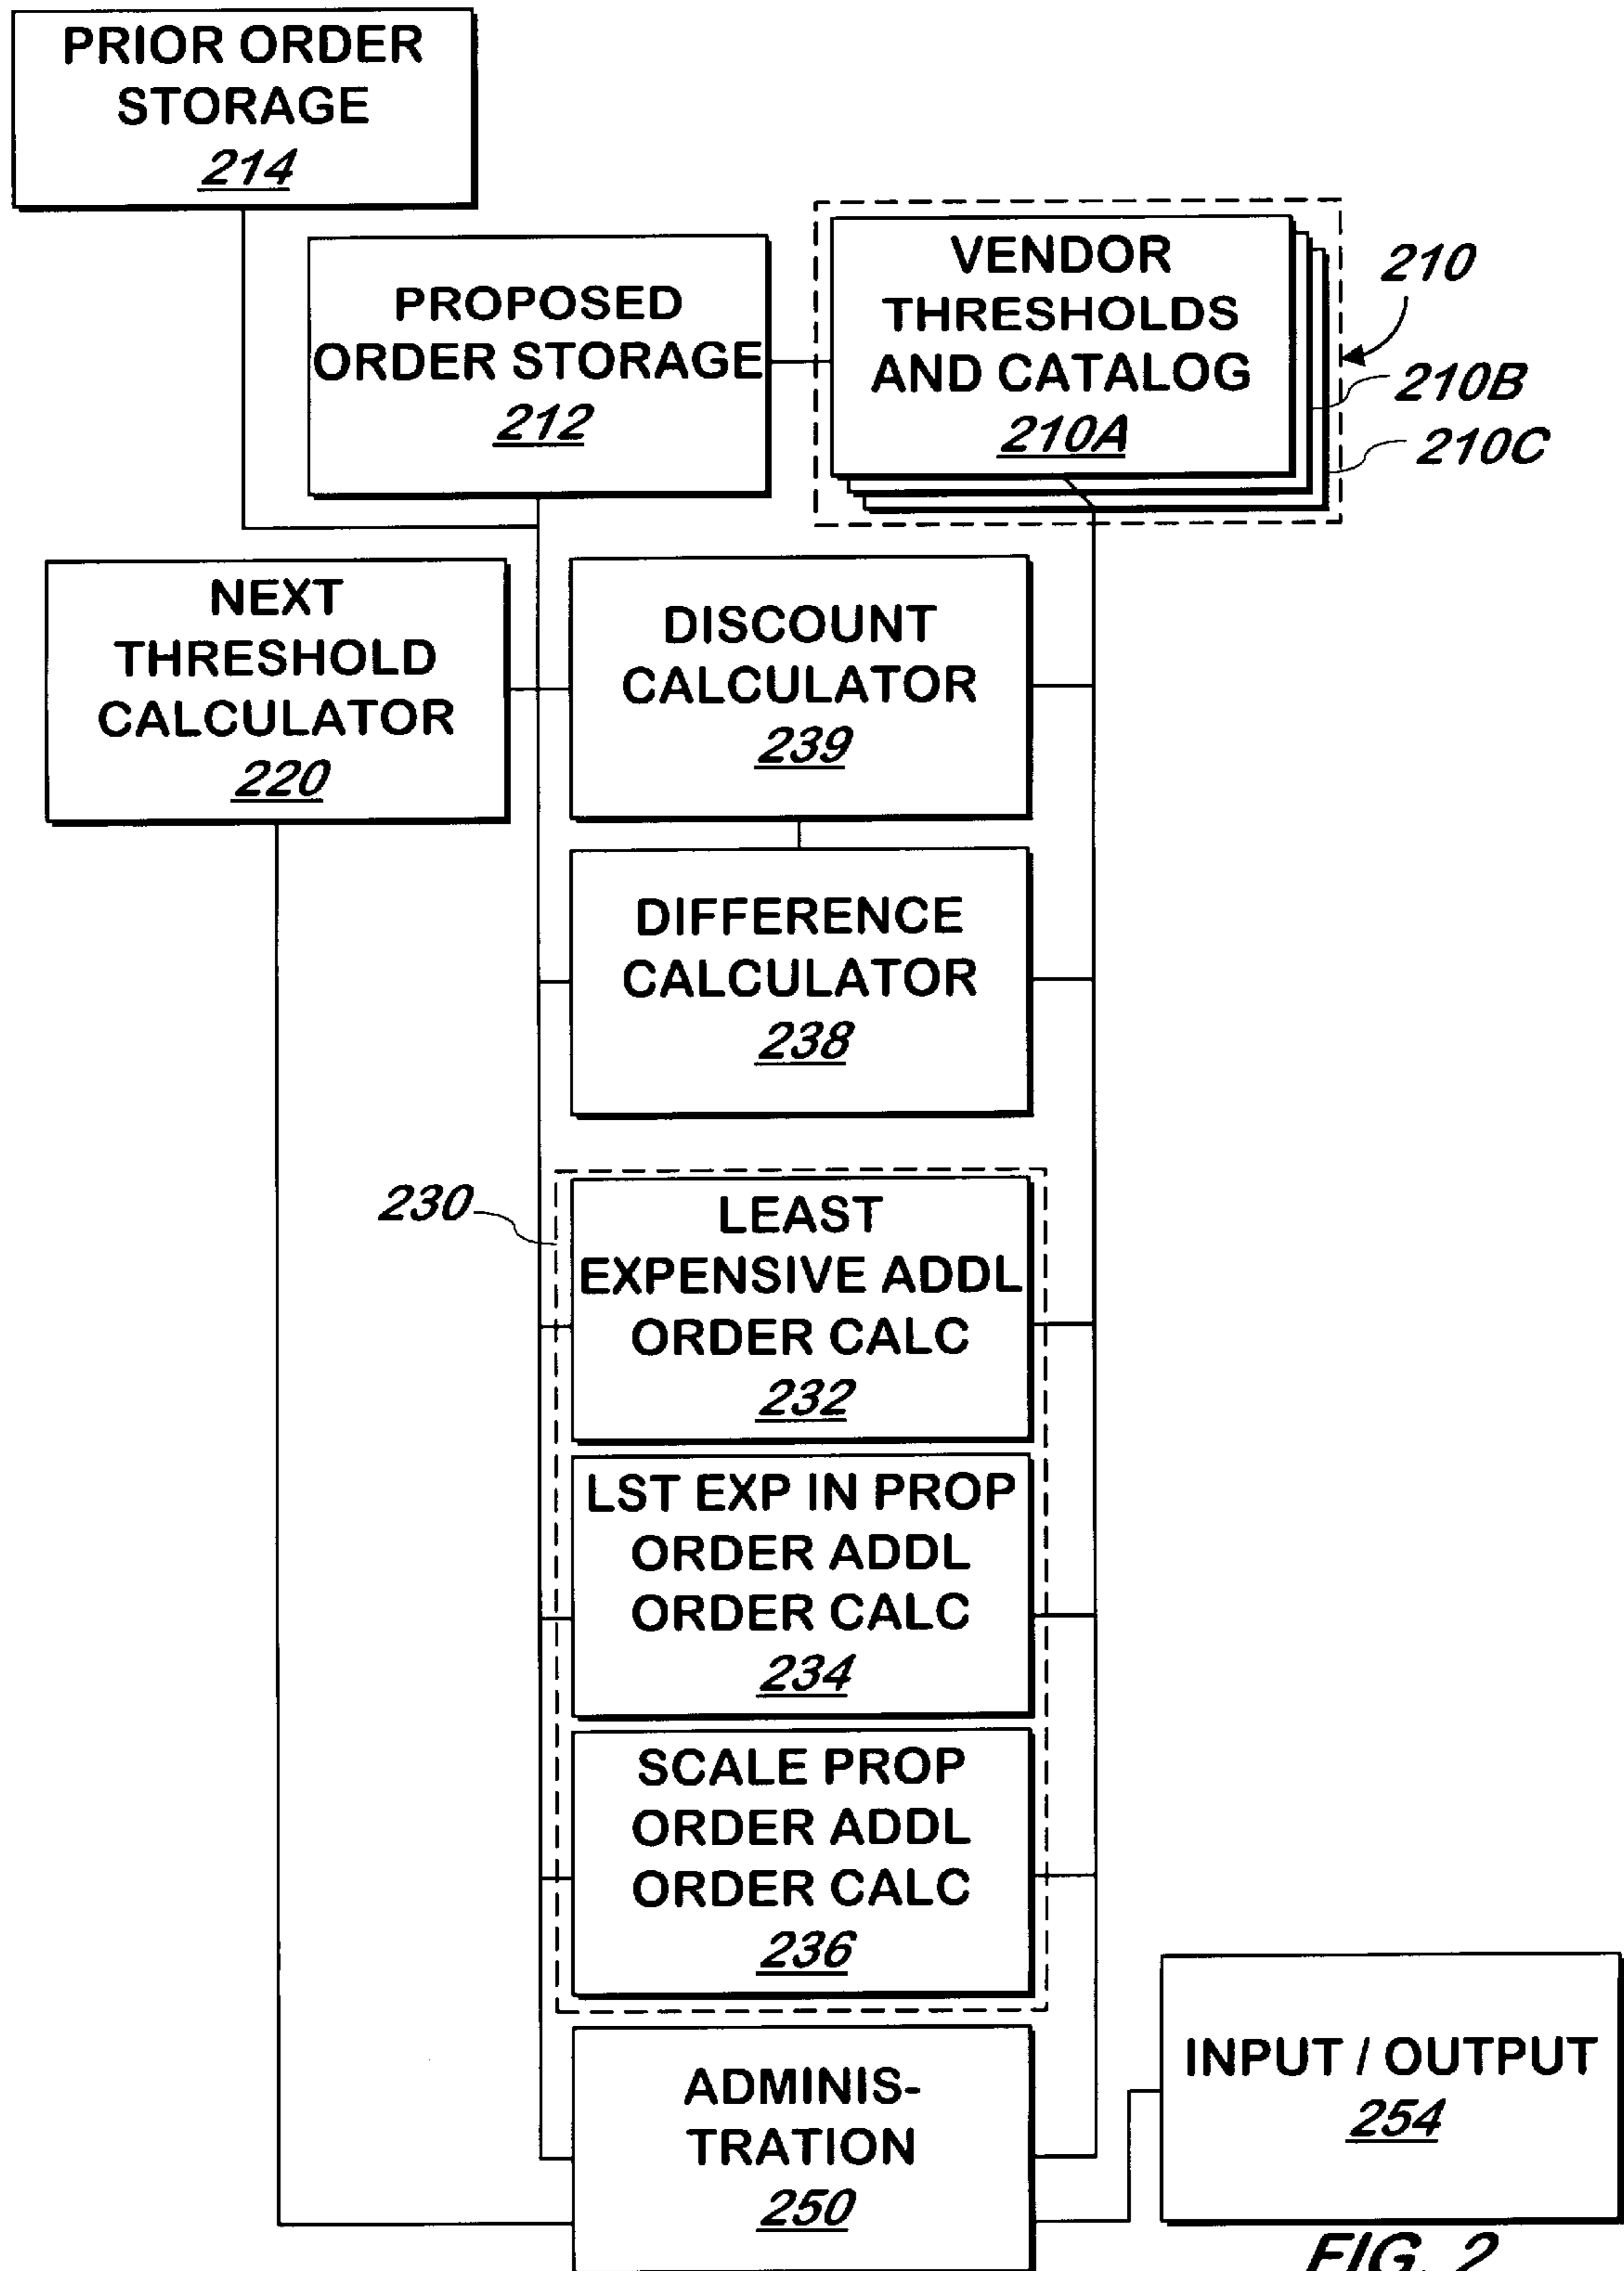 PRIOR ORDER
STORAGE
214
PROPOSED
ORDER STORAGE
212
VENDOR
THRESHOLDS
AND CATALOG
210A
210
210B
210C
NEXT
THRESHOLD
CALCULATOR
220
DISCOUNT
CALCULATOR
239
DIFFERENCE
CALCULATOR
238
230
LEAST
EXPENSIVE ADDL
ORDER CALC
232
LST EXP IN PROP
ORDER ADDL
ORDER CALC
234
SCALE PROP
ORDER ADDL
ORDER CALC
236
ADMINIS-
TRATION
250
INPUT / OUTPUT
254
FIG. 2